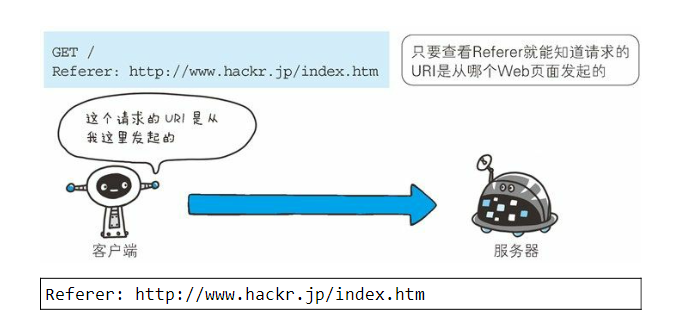 GET /
Referer: http://www.hackr.jp/index.htm
只要查看Referer就能知道请求的
URI是从哪个Web页面发起的
这个请求的 URI 是从
我这里发起的
客户端
服务器
Referer: http://www.hackr.jp/index.htm